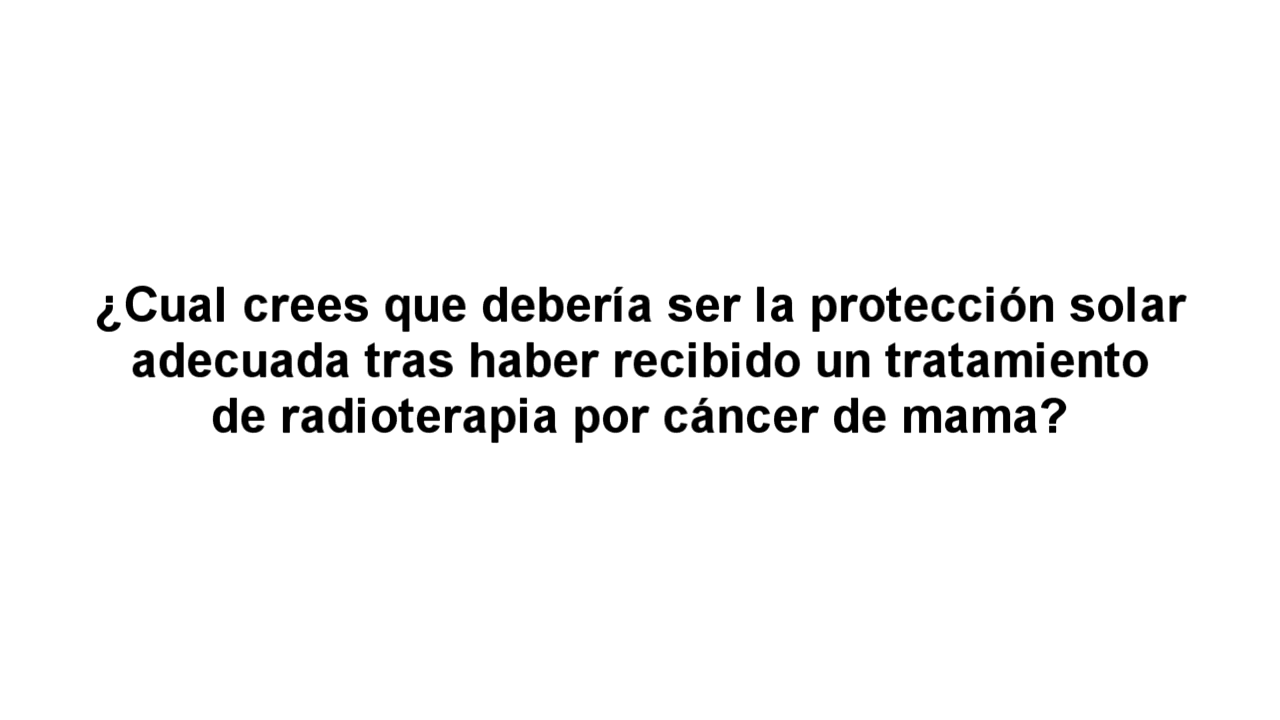 ¿Cual crees que debería ser la protección solar
adecuada tras haber recibido un tratamiento
de radioterapia por cáncer de mama?